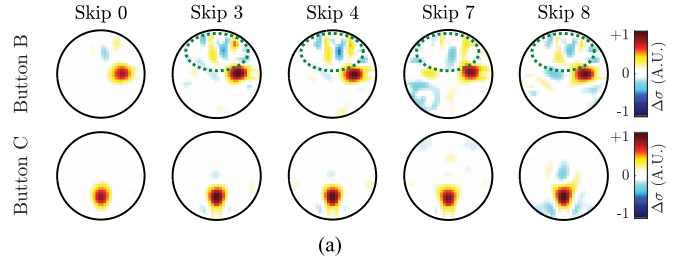 Skip 0 Skip 3 Skip 4 Skip 7 Skip 8
Button B
+1
0
-1
Δσ (A.U.)
Button C
+1
0
-1
Δσ (A.U.)
(a)